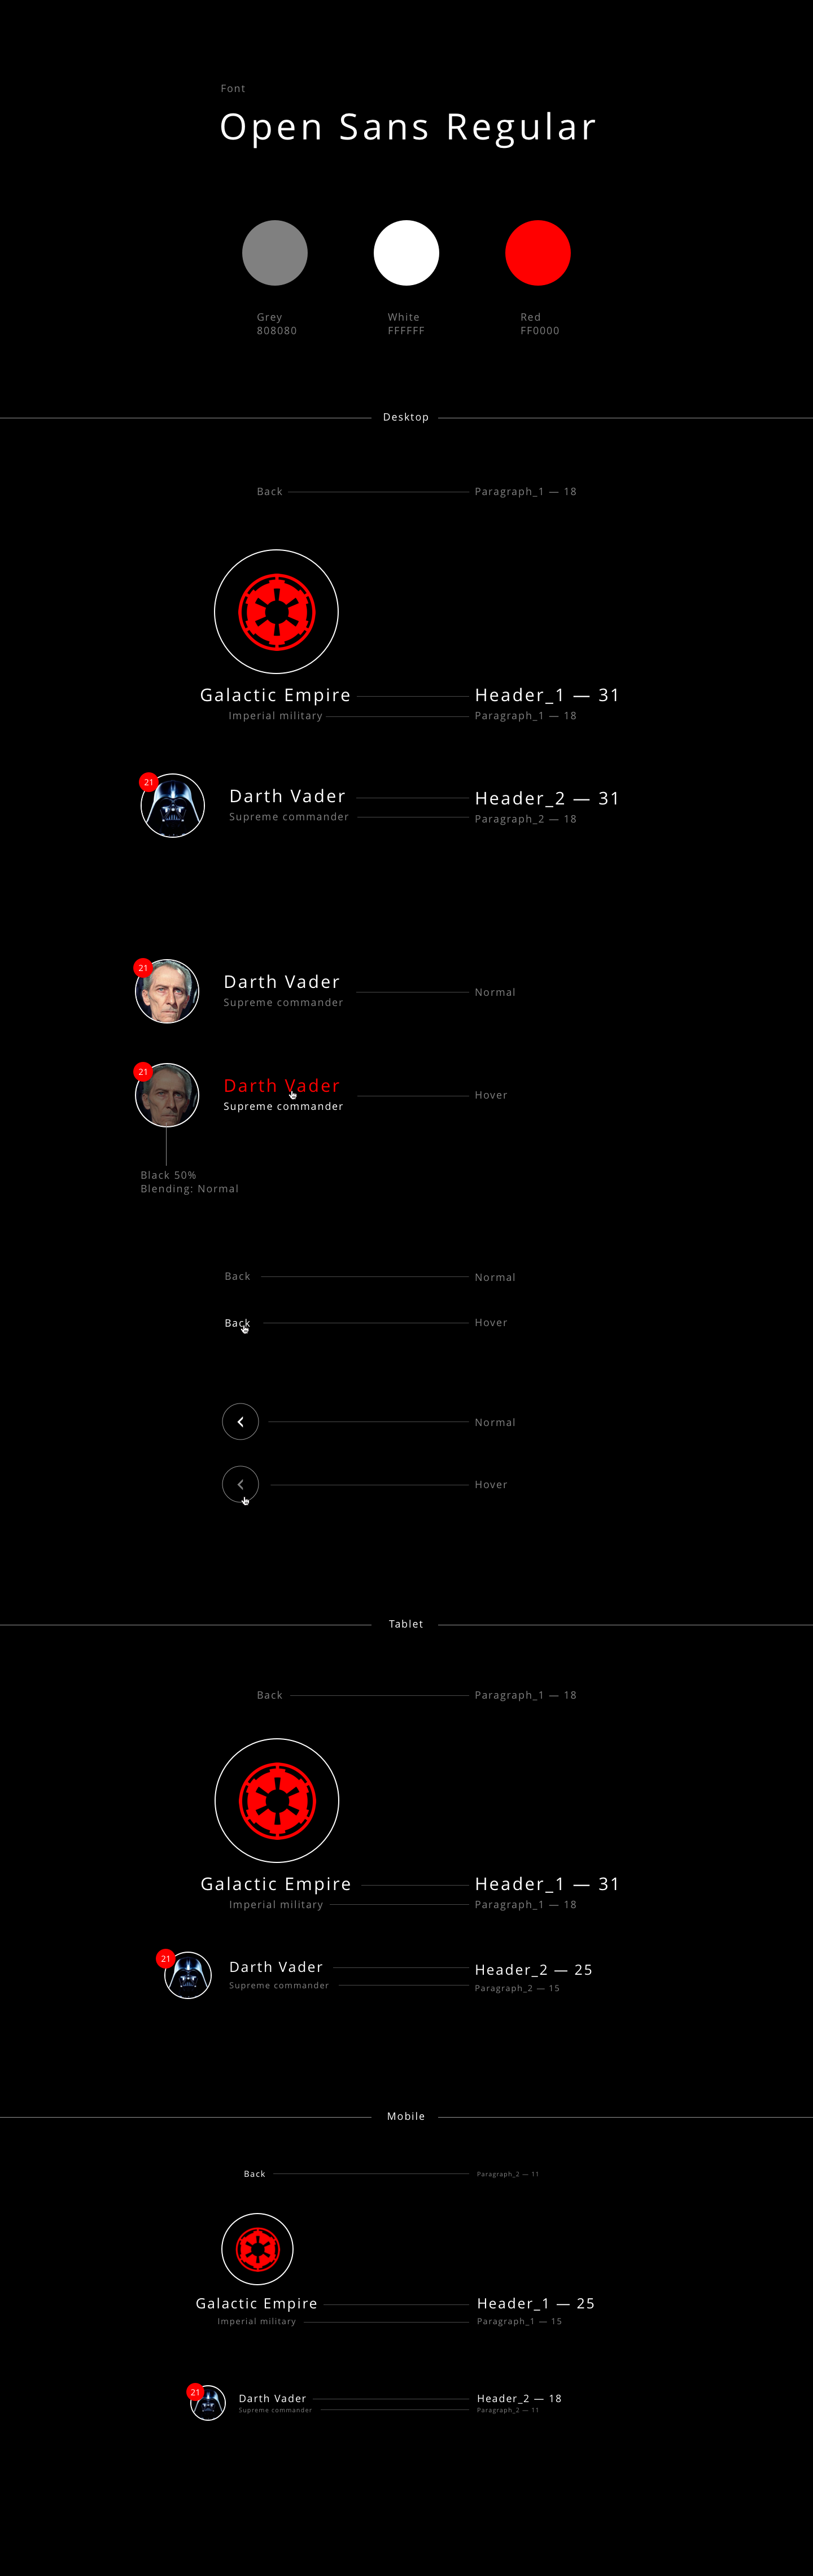 Font
Open Sans Regular
Grey
808080
White
FFFFFF
Red
FF0000
Desktop
Back
Paragraph_1 — 18
Galactic Empire
Header_1 — 31
Imperial military
Paragraph_1 — 18
21
Darth Vader
Header_2 — 31
Supreme commander
Paragraph_2 — 18
21
Darth Vader
Supreme commander
Normal
21
Darth Vader
Supreme commander
Hover
Black 50%
Blending: Normal
Back
Normal
Back
Hover
Normal
Hover
Tablet
Back
Paragraph_1 — 18
Galactic Empire
Header_1 — 31
Imperial military
Paragraph_1 — 18
21
Darth Vader
Header_2 — 25
Supreme commander
Paragraph_2 — 15
Mobile
Back
Paragraph_2 — 11
Galactic Empire
Header_1 — 25
Imperial military
Paragraph_1 — 15
21
Darth Vader
Header_2 — 18
Supreme commander
Paragraph_2 — 11